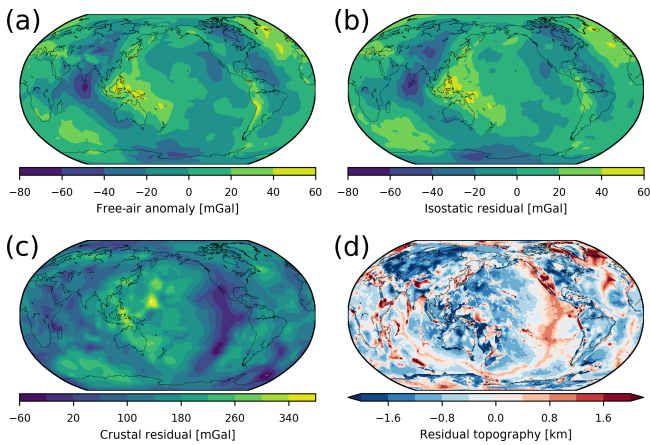 (a)
(b)
−80 −60 −40 −20 0 20 40 60
Free-air anomaly [mGal]
−80 −60 −40 −20 0 20 40 60
Isostatic residual [mGal]
(c)
(d)
−60 20 100 180 260 340
Crustal residual [mGal]
−1.6 −0.8 0.0 0.8 1.6
Residual topography [km]